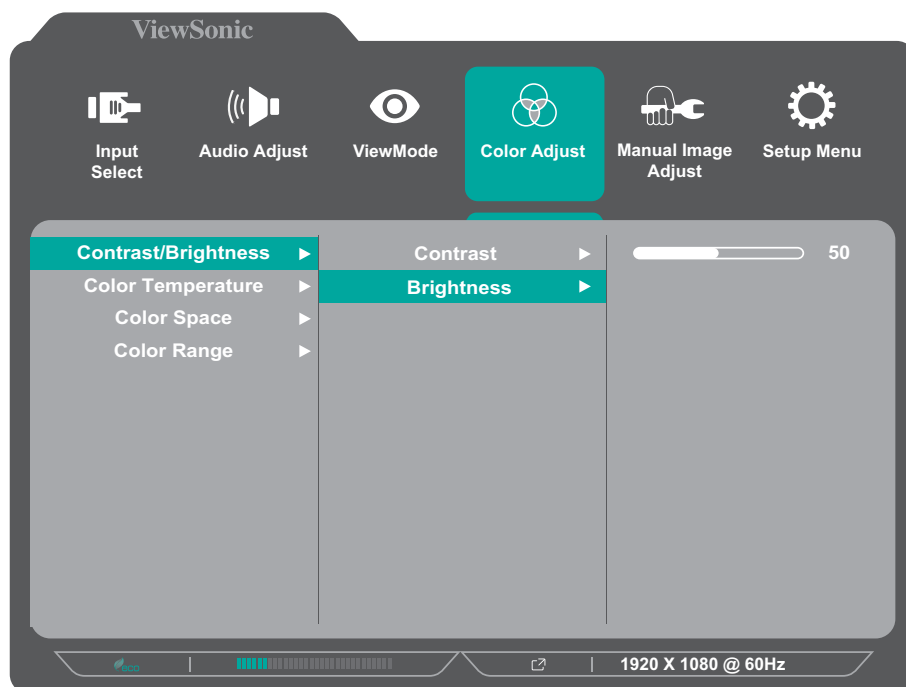 ViewSonic
Input
Select
Audio Adjust
ViewMode
Color Adjust
Manual Image
Adjust
Setup Menu
Contrast/Brightness
Color Temperature
Color Space
Color Range
Contrast
Brightness
50
eco
1920 X 1080 @ 60Hz